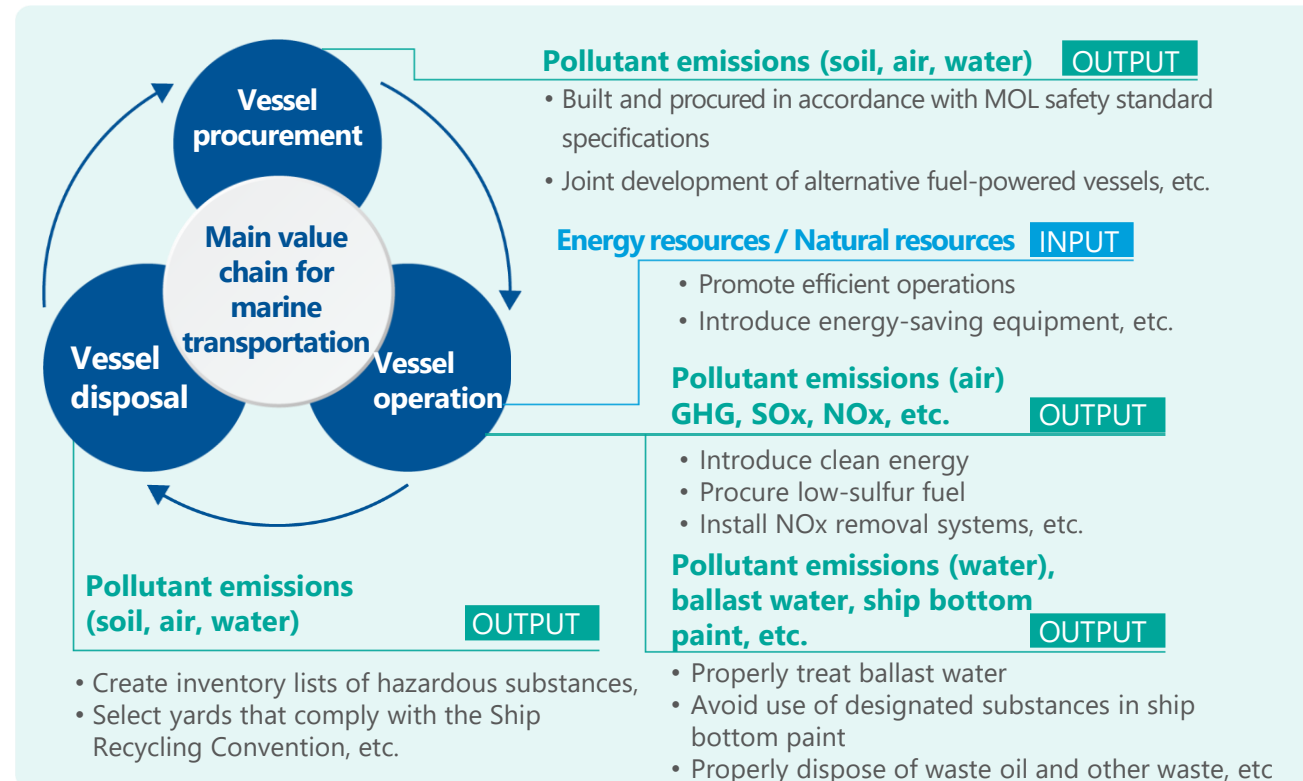 Vessel
procurement
Main value
chain for
marine
transportation
Vessel
disposal
Vessel
operation
Pollutant emissions (soil, air, water) OUTPUT
• Built and procured in accordance with MOL safety standard
specifications
• Joint development of alternative fuel-powered vessels, etc.
Energy resources / Natural resources INPUT
• Promote efficient operations
• Introduce energy-saving equipment, etc.
Pollutant emissions (air)
GHG, SOx, NOx, etc. OUTPUT
• Introduce clean energy
• Procure low-sulfur fuel
• Install NOx removal systems, etc.
Pollutant emissions (water),
ballast water, ship bottom
paint, etc. OUTPUT
• Properly treat ballast water
• Avoid use of designated substances in ship
bottom paint
• Properly dispose of waste oil and other waste, etc
Pollutant emissions
(soil, air, water) OUTPUT
• Create inventory lists of hazardous substances,
• Select yards that comply with the Ship
Recycling Convention, etc.